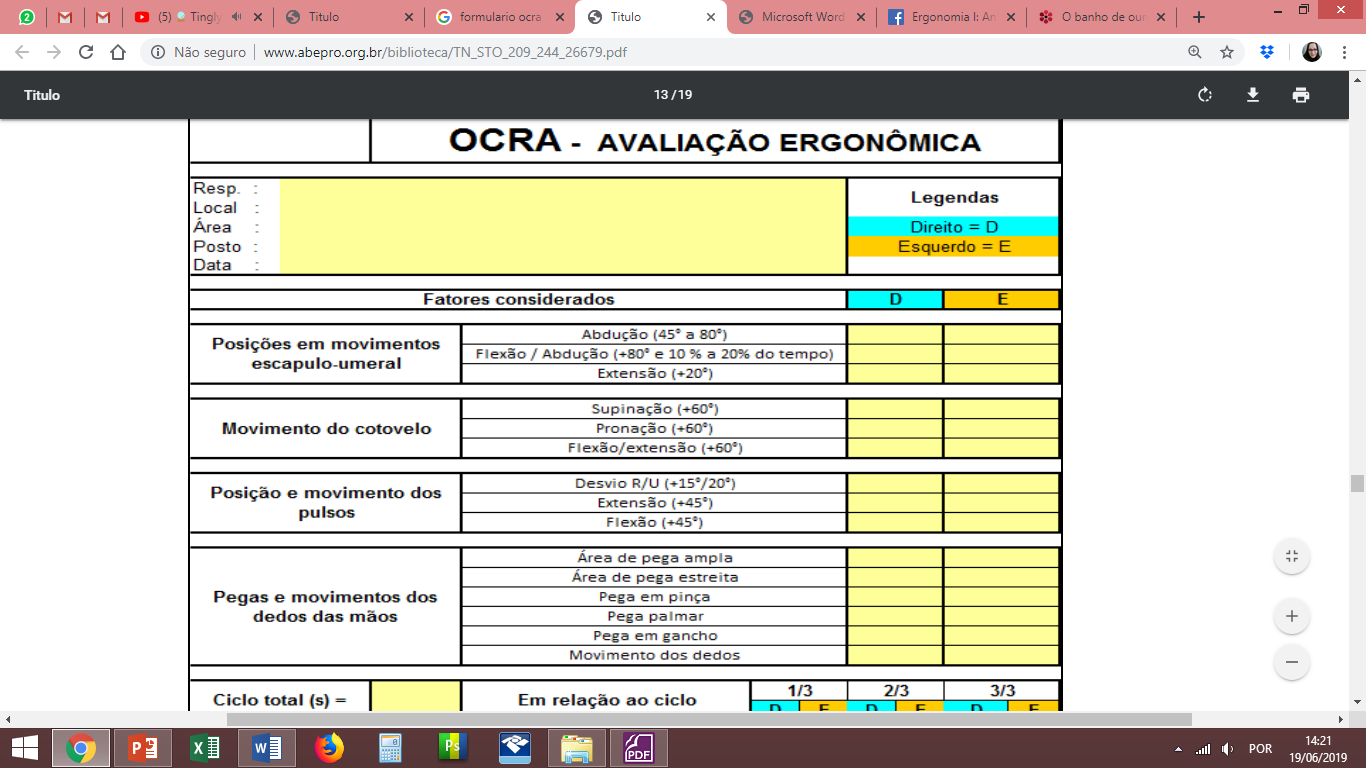 2
(5) Tingly
Titulo
formulario ocra
Titulo
Microsoft Word
Ergonomia I: An
O banho de our
Não seguro | www.abepro.org.br/biblioteca/TN_STO_209_244_26679.pdf
Titulo
13 / 19
OCRA - AVALIAÇÃO ERGONÔMICA
Resp. :
Local :
Área :
Posto :
Data :
Legendas
Direito = D
Esquerdo = E
Fatores considerados D E
Posições em movimentos
escapulo-umeral
Abdução (45° a 80°)
Flexão / Abdução (+80° e 10 % a 20% do tempo)
Extensão (+20°)
Movimento do cotovelo
Supinação (+60°)
Pronação (+60°)
Flexão/extensão (+60°)
Posição e movimento dos
pulsos
Desvio R/U (+15°/20°)
Extensão (+45°)
Flexão (+45°)
Pegas e movimentos dos
dedos das mãos
Área de pega ampla
Área de pega estreita
Pega em pinça
Pega palmar
Pega em gancho
Movimento dos dedos
Ciclo total (s) =
Em relação ao ciclo
1/3 2/3 3/3
D E D E D E
POR
14:21
19/06/2019